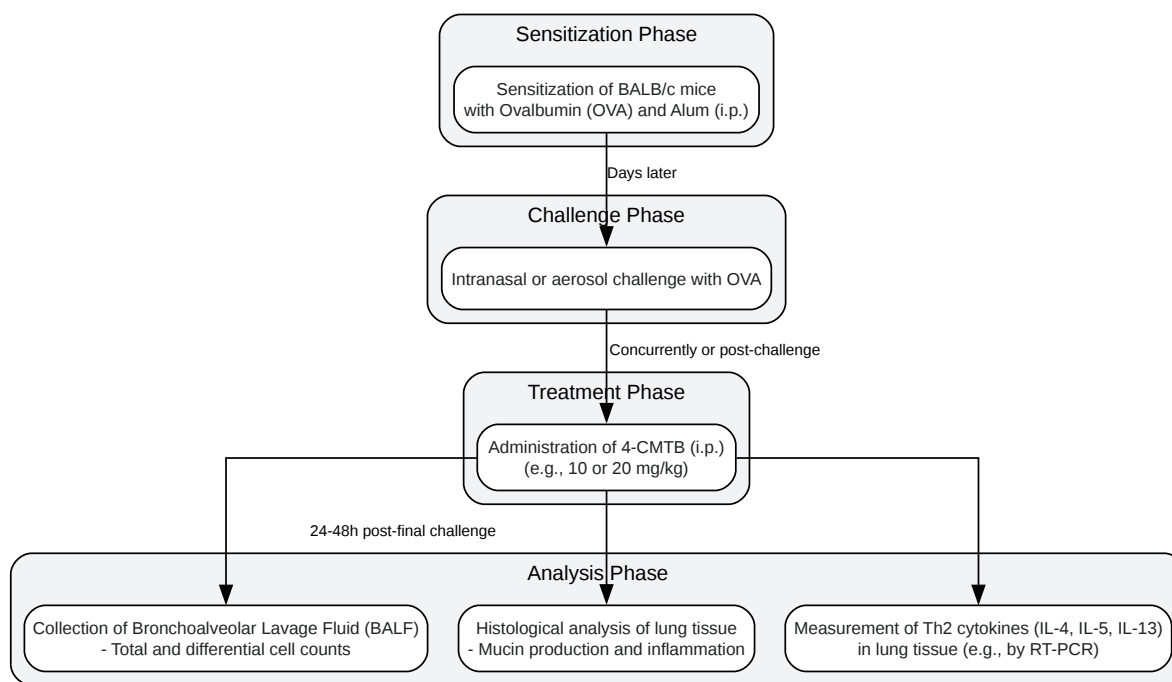 Sensitization Phase
Sensitization of BALB/c mice
with Ovalbumin (OVA) and Alum (i.p.)
Days later
Challenge Phase
Intranasal or aerosol challenge with OVA
Concurrently or post-challenge
Treatment Phase
Administration of 4-CMTB (i.p.)
(e.g., 10 or 20 mg/kg)
24-48h post-final challenge
Analysis Phase
Collection of Bronchoalveolar Lavage Fluid (BALF)
- Total and differential cell counts
Histological analysis of lung tissue
- Mucin production and inflammation
Measurement of Th2 cytokines (IL-4, IL-5, IL-13)
in lung tissue (e.g., by RT-PCR)